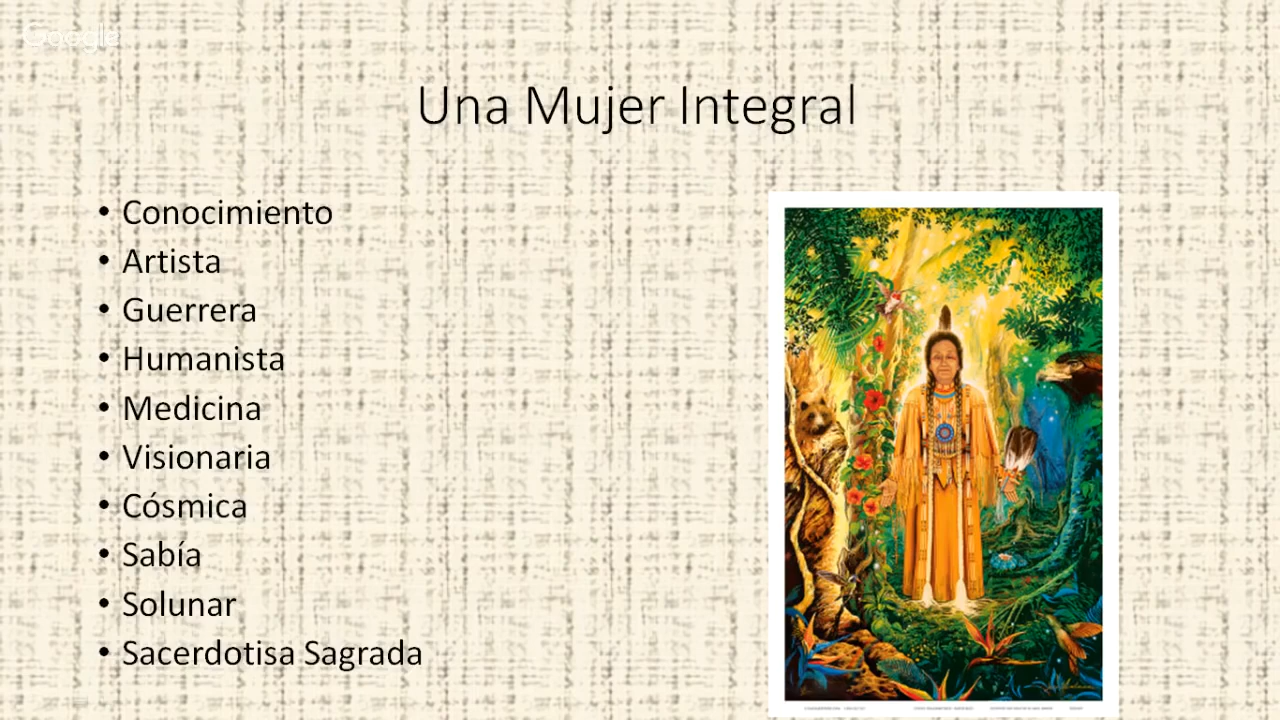 Google
Una Mujer Integral
• Conocimiento
• Artista
• Guerrera
• Humanista
• Medicina
• Visionaria
• Cósmica
• Sabía
• Solunar
• Sacerdotisa Sagrada